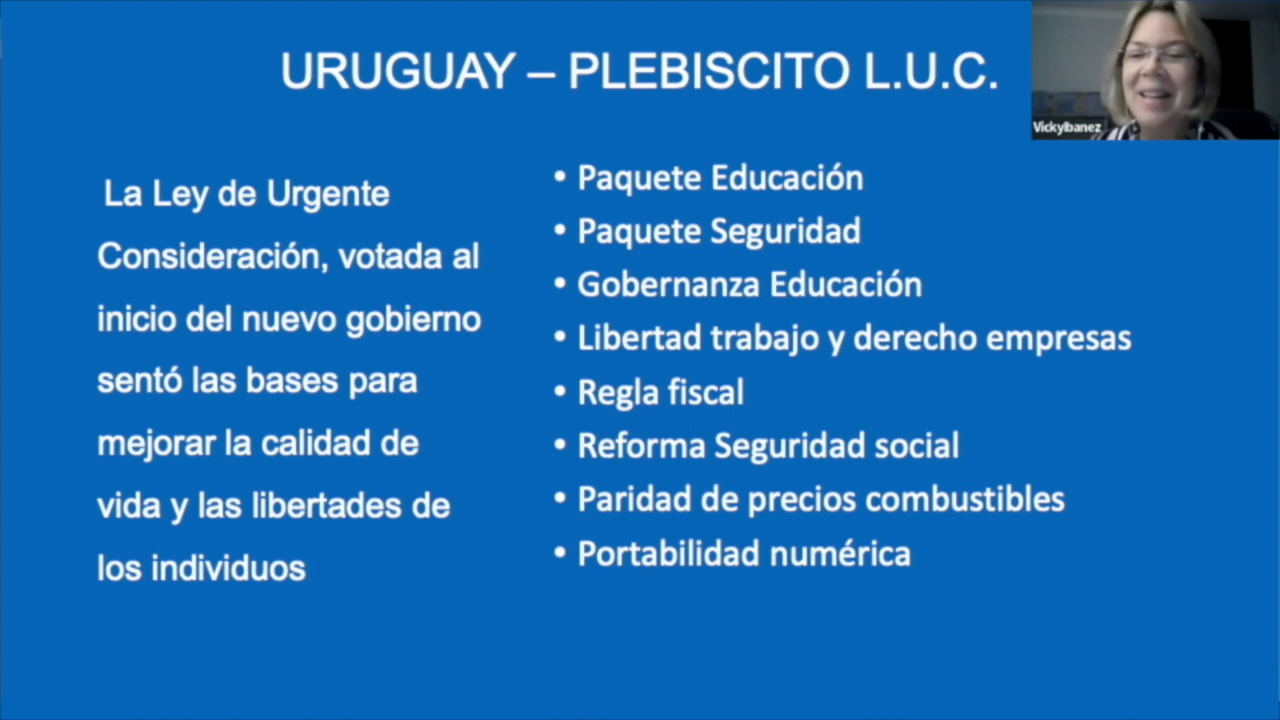 URUGUAY – PLEBISCITO L.U.C.
VickyIbanez
La Ley de Urgente
Consideración, votada al
inicio del nuevo gobierno
sentó las bases para
mejorar la calidad de
vida y las libertades de
los individuos
• Paquete Educación
• Paquete Seguridad
• Gobernanza Educación
• Libertad trabajo y derecho empresas
• Regla fiscal
• Reforma Seguridad social
• Paridad de precios combustibles
• Portabilidad numérica